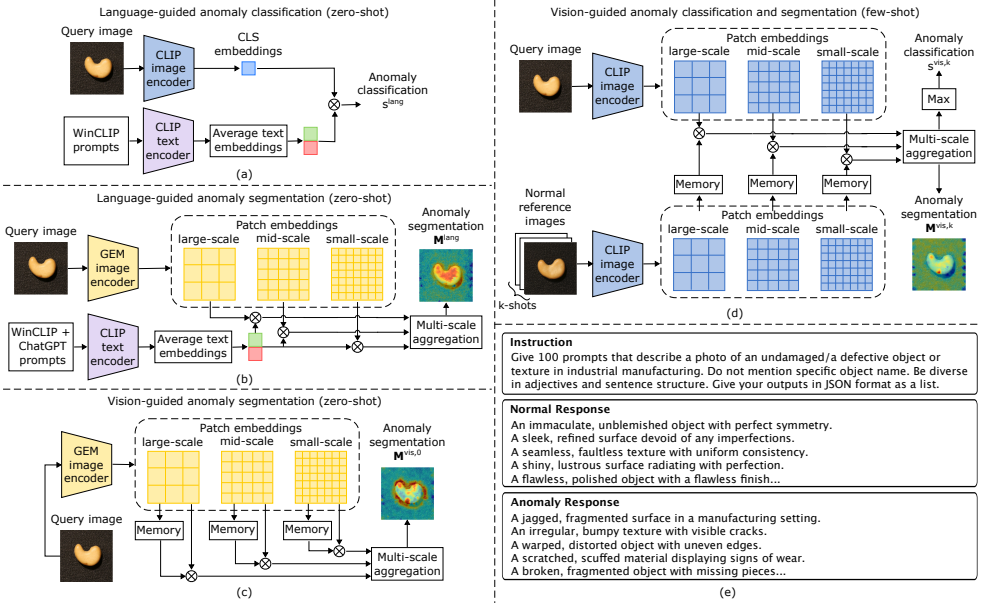 Language-guided anomaly classification (zero-shot)
Query image
CLIP
image
encoder
CLS
embeddings
WinCLIP
prompts
CLIP
text
encoder
Average text
embeddings
Anomaly
classification
s^lang
(a)
Language-guided anomaly segmentation (zero-shot)
Query image
GEM
image
encoder
Patch embeddings
large-scale
mid-scale
small-scale
Anomaly
segmentation
M^lang
WinCLIP +
ChatGPT
prompts
CLIP
text
encoder
Average text
embeddings
Multi-scale
aggregation
(b)
Vision-guided anomaly segmentation (zero-shot)
GEM
image
encoder
Query image
Patch embeddings
large-scale
mid-scale
small-scale
Memory
Memory
Memory
Anomaly
segmentation
M^vis,0
Multi-scale
aggregation
(c)
Vision-guided anomaly classification and segmentation (few-shot)
Query image
CLIP
image
encoder
Patch embeddings
large-scale
mid-scale
small-scale
Anomaly
classification
s^vis,k
Max
Multi-scale
aggregation
Memory
Memory
Memory
Normal
reference
images
k-shots
CLIP
image
encoder
Patch embeddings
large-scale
mid-scale
small-scale
Anomaly
segmentation
M^vis,k
(d)
Instruction
Give 100 prompts that describe a photo of an undamaged/a defective object or
texture in industrial manufacturing. Do not mention specific object name. Be diverse
in adjectives and sentence structure. Give your outputs in JSON format as a list.
Normal Response
An immaculate, unblemished object with perfect symmetry.
A sleek, refined surface devoid of any imperfections.
A seamless, faultless texture with uniform consistency.
A shiny, lustrous surface radiating with perfection.
A flawless, polished object with a flawless finish...
Anomaly Response
A jagged, fragmented surface in a manufacturing setting.
An irregular, bumpy texture with visible cracks.
A warped, distorted object with uneven edges.
A scratched, scuffed material displaying signs of wear.
A broken, fragmented object with missing pieces...
(e)